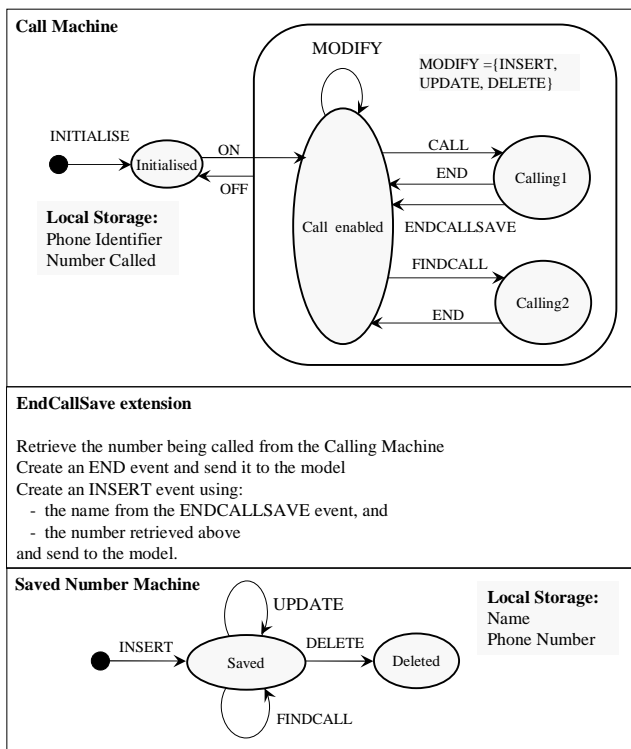 Call Machine
MODIFY
MODIFY ={INSERT,
UPDATE, DELETE}
INITIALISE
ON
CALL
Initialised
END
Calling1
OFF
Local Storage:
Phone Identifier
Number Called
Call enabled
ENDCALLSAVE
FINDCALL
Calling2
END
EndCallSave extension
Retrieve the number being called from the Calling Machine
Create an END event and send it to the model
Create an INSERT event using:
- the name from the ENDCALLSAVE event, and
- the number retrieved above
and send to the model.
Saved Number Machine
Local Storage:
Name
Phone Number
UPDATE
INSERT
DELETE
Saved
Deleted
FINDCALL